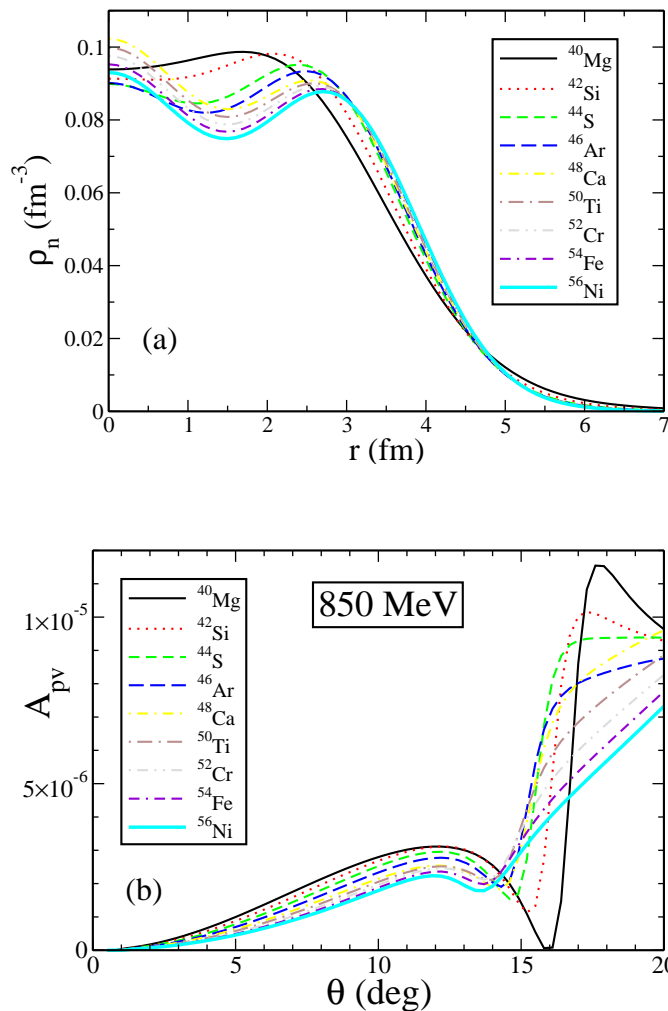 0.1
0.08
0.06
0.04
0.02
0
ρn (fm-3)
40Mg
42Si
44S
46Ar
48Ca
50Ti
52Cr
54Fe
56Ni
(a)
0 1 2 3 4 5 6 7
r (fm)
1×10-5
5×10-6
0
Apv
40Mg
42Si
44S
46Ar
48Ca
50Ti
52Cr
54Fe
56Ni
850 MeV
(b)
0 5 10 15 20
θ (deg)